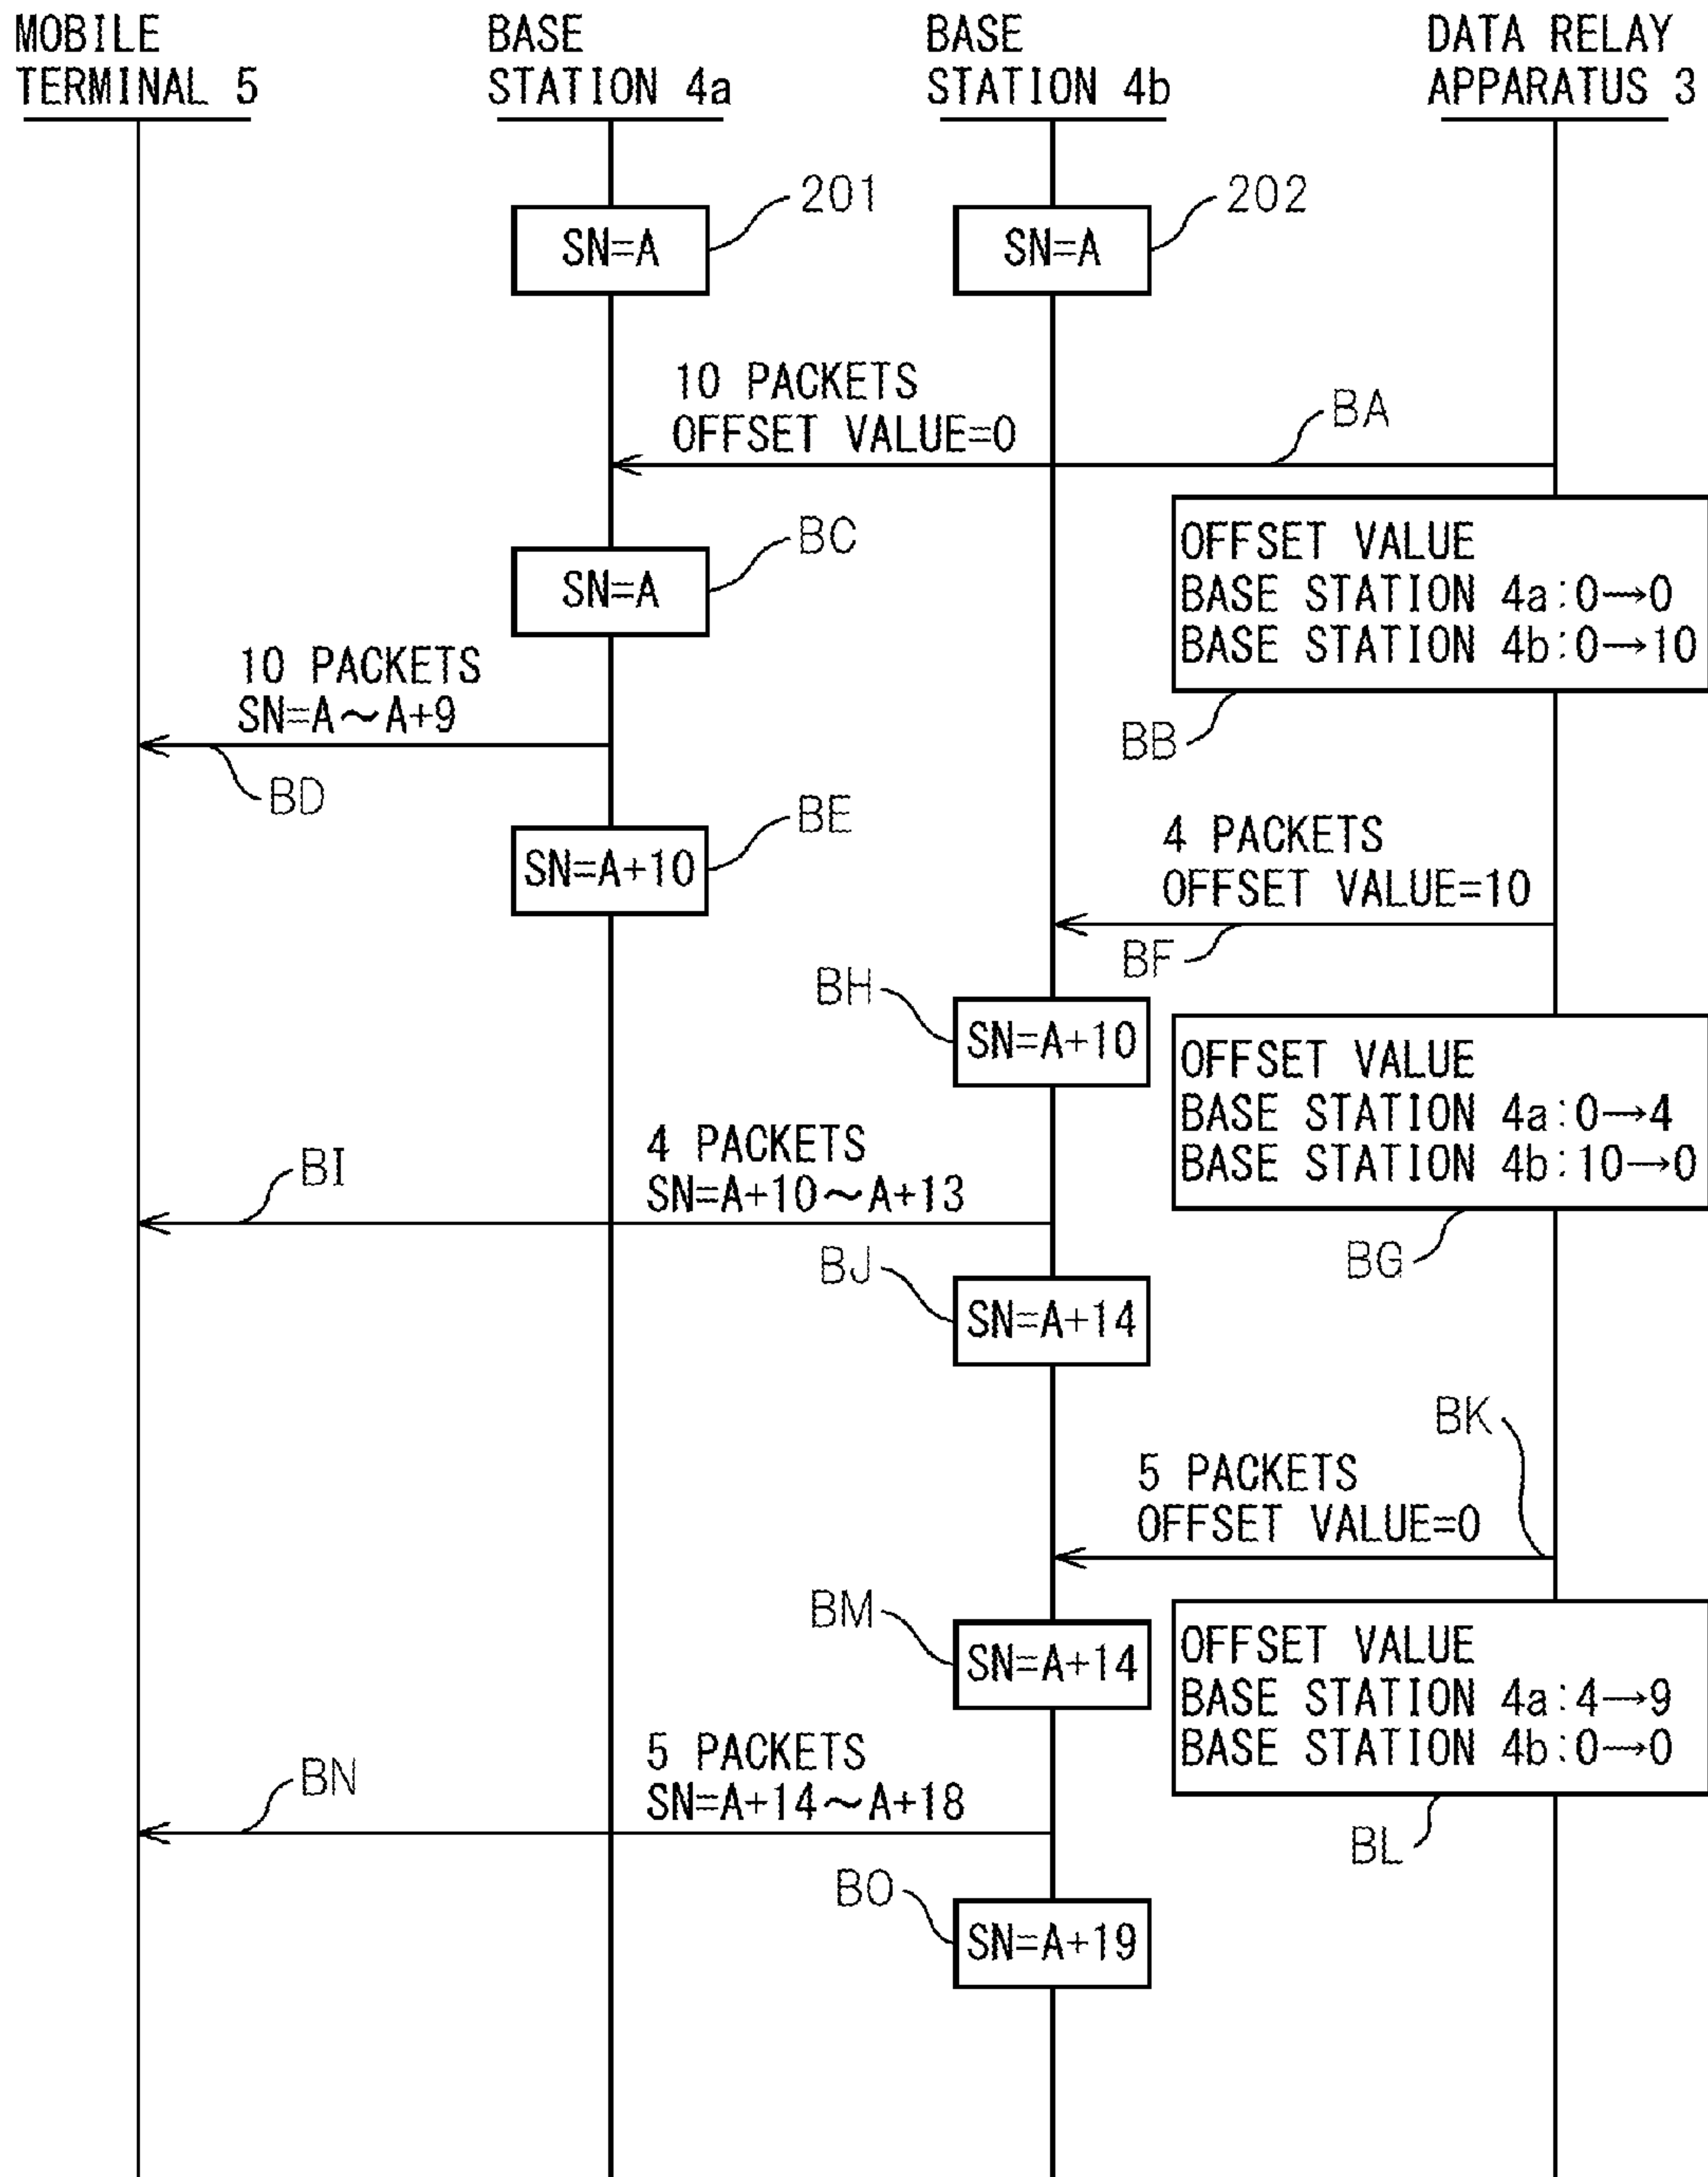 MOBILE
TERMINAL 5
BASE
STATION 4a
BASE
STATION 4b
DATA RELAY
APPARATUS 3
201
SN=A
202
SN=A
10 PACKETS
OFFSET VALUE=0
BA
BC
SN=A
OFFSET VALUE
BASE STATION 4a:0→0
BASE STATION 4b:0→10
BB
10 PACKETS
SN=A～A+9
BD
BE
SN=A+10
4 PACKETS
OFFSET VALUE=10
BF
BH
SN=A+10
OFFSET VALUE
BASE STATION 4a:0→4
BASE STATION 4b:10→0
BG
4 PACKETS
SN=A+10～A+13
BI
BJ
SN=A+14
BK
5 PACKETS
OFFSET VALUE=0
BM
SN=A+14
OFFSET VALUE
BASE STATION 4a:4→9
BASE STATION 4b:0→0
BL
5 PACKETS
SN=A+14～A+18
BN
BO
SN=A+19